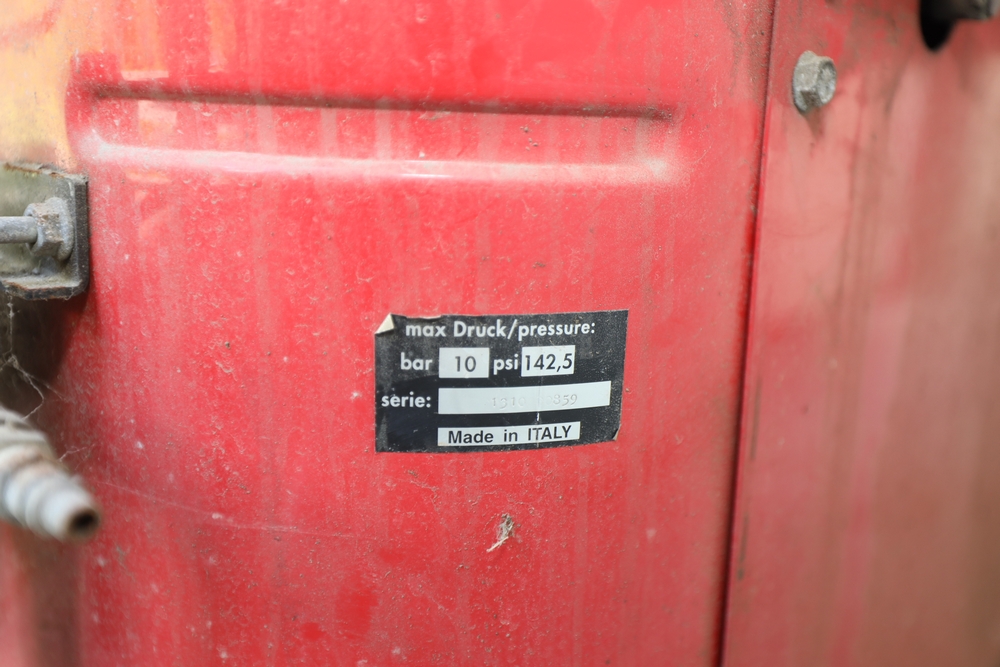 max Druck/pressure:
bar 10 psi 142,5
serie:
Made in ITALY